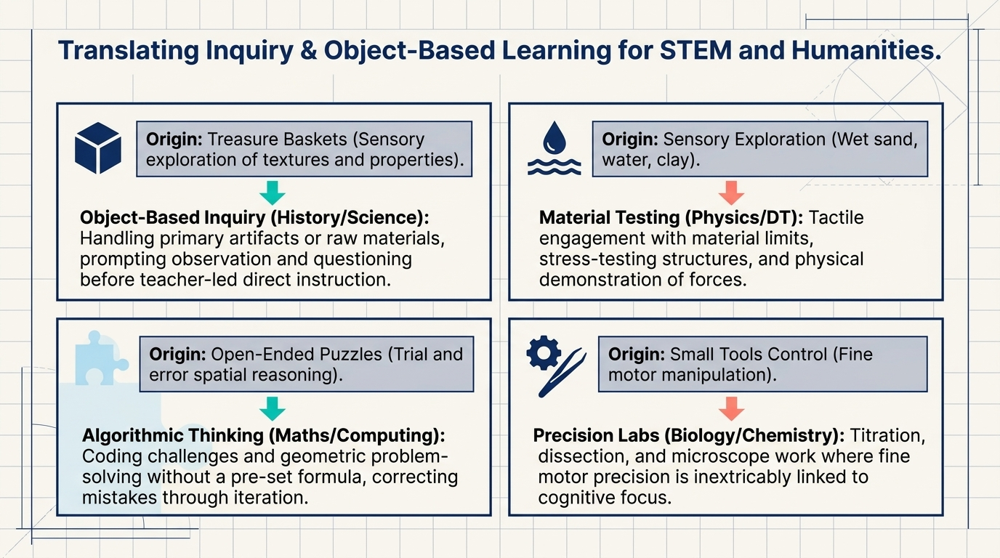 Translating Inquiry & Object-Based Learning for STEM and Humanities.
Origin: Treasure Baskets (Sensory
exploration of textures and properties).
Object-Based Inquiry (History/Science):
Handling primary artifacts or raw materials,
prompting observation and questioning
before teacher-led direct instruction.
Origin: Sensory Exploration (Wet sand,
water, clay).
Material Testing (Physics/DT): Tactile
engagement with material limits,
stress-testing structures, and physical
demonstration of forces.
Origin: Open-Ended Puzzles (Trial and
error spatial reasoning).
Algorithmic Thinking (Maths/Computing):
Coding challenges and geometric problem-
solving without a pre-set formula, correcting
mistakes through iteration.
Origin: Small Tools Control (Fine
motor manipulation).
Precision Labs (Biology/Chemistry): Titration,
dissection, and microscope work where fine
motor precision is inextricably linked to
cognitive focus.